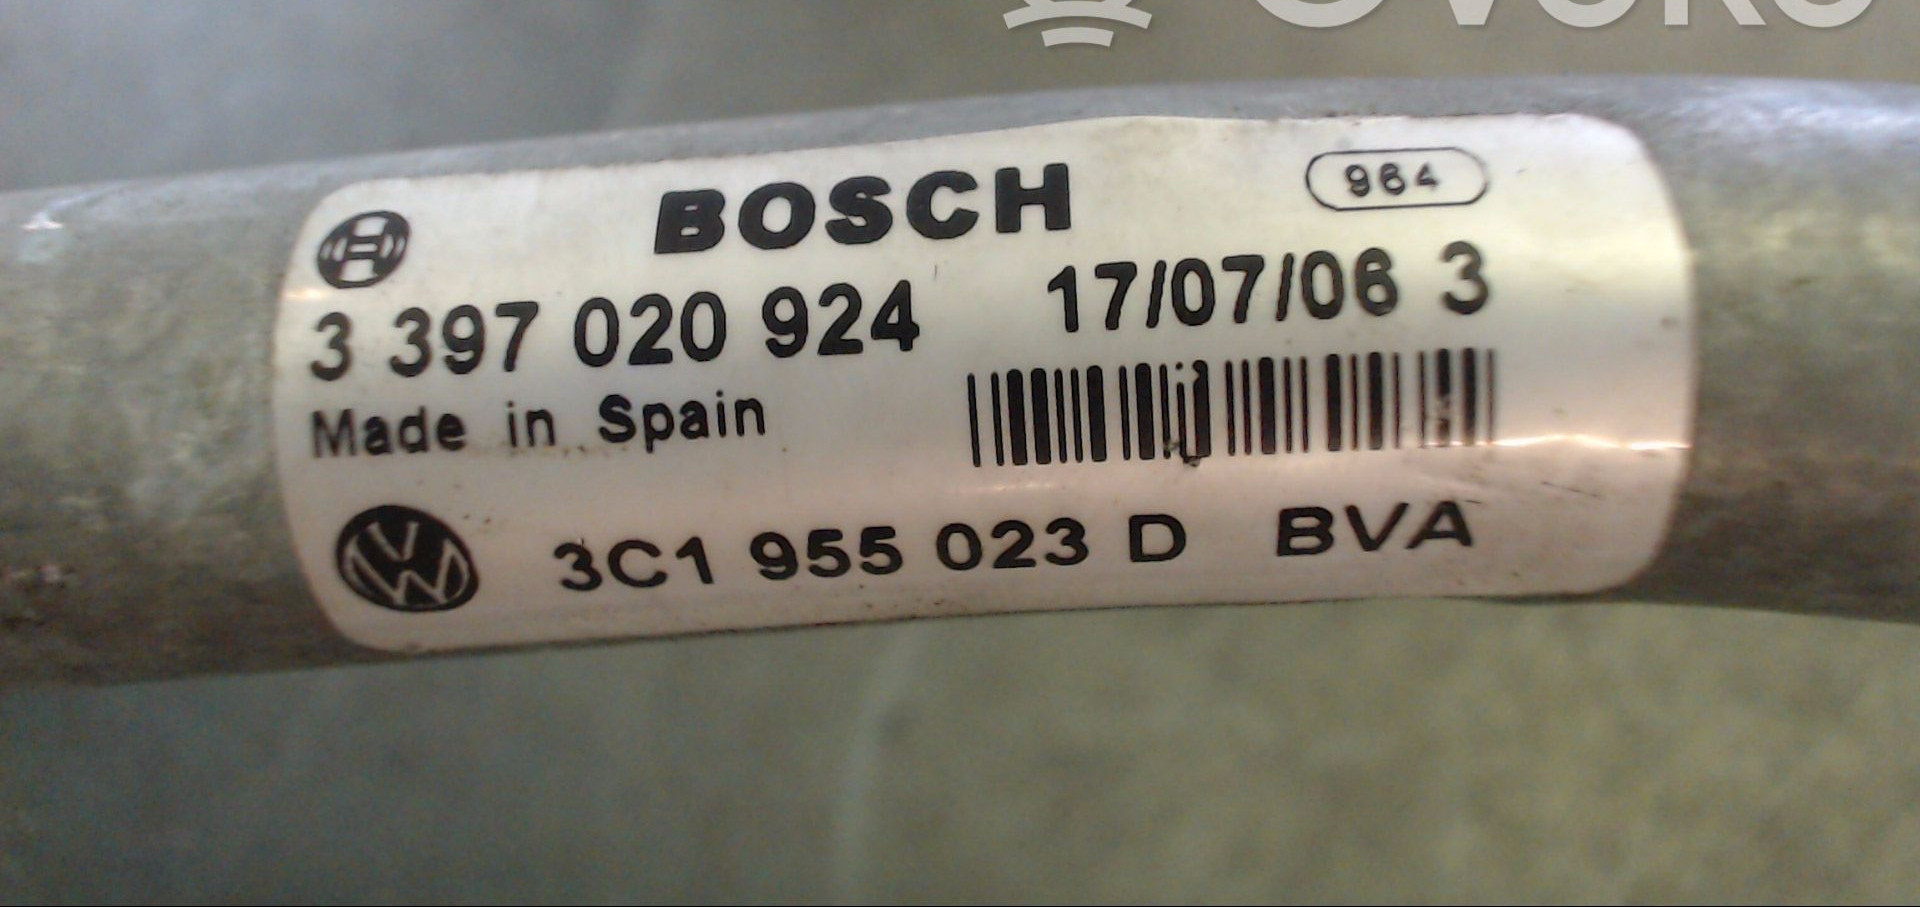 BOSCH 964
3 397 020 924 17/07/06 3
Made in Spain
3C1 955 023 D BVA